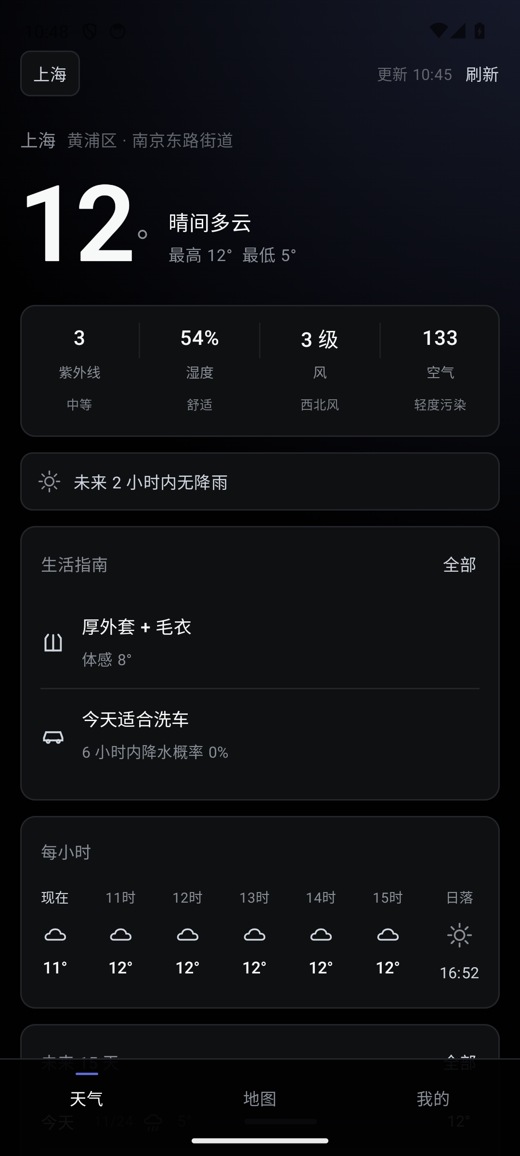 10:46
上海
更新 10:45 刷新
上海 黄浦区 · 南京东路街道
12°
晴间多云
最高 12° 最低 5°
3 54% 3 级 133
紫外线 湿度 风 空气
中等 舒适 西北风 轻度污染
未来 2 小时内无降雨
生活指南 全部
厚外套 + 毛衣
体感 8°
今天适合洗车
6 小时内降水概率 0%
每小时
现在 11时 12时 13时 14时 15时 日落
11° 12° 12° 12° 12° 12° 16:52
未来 15 天 全部
今天 5° 12°
天气 地图 我的